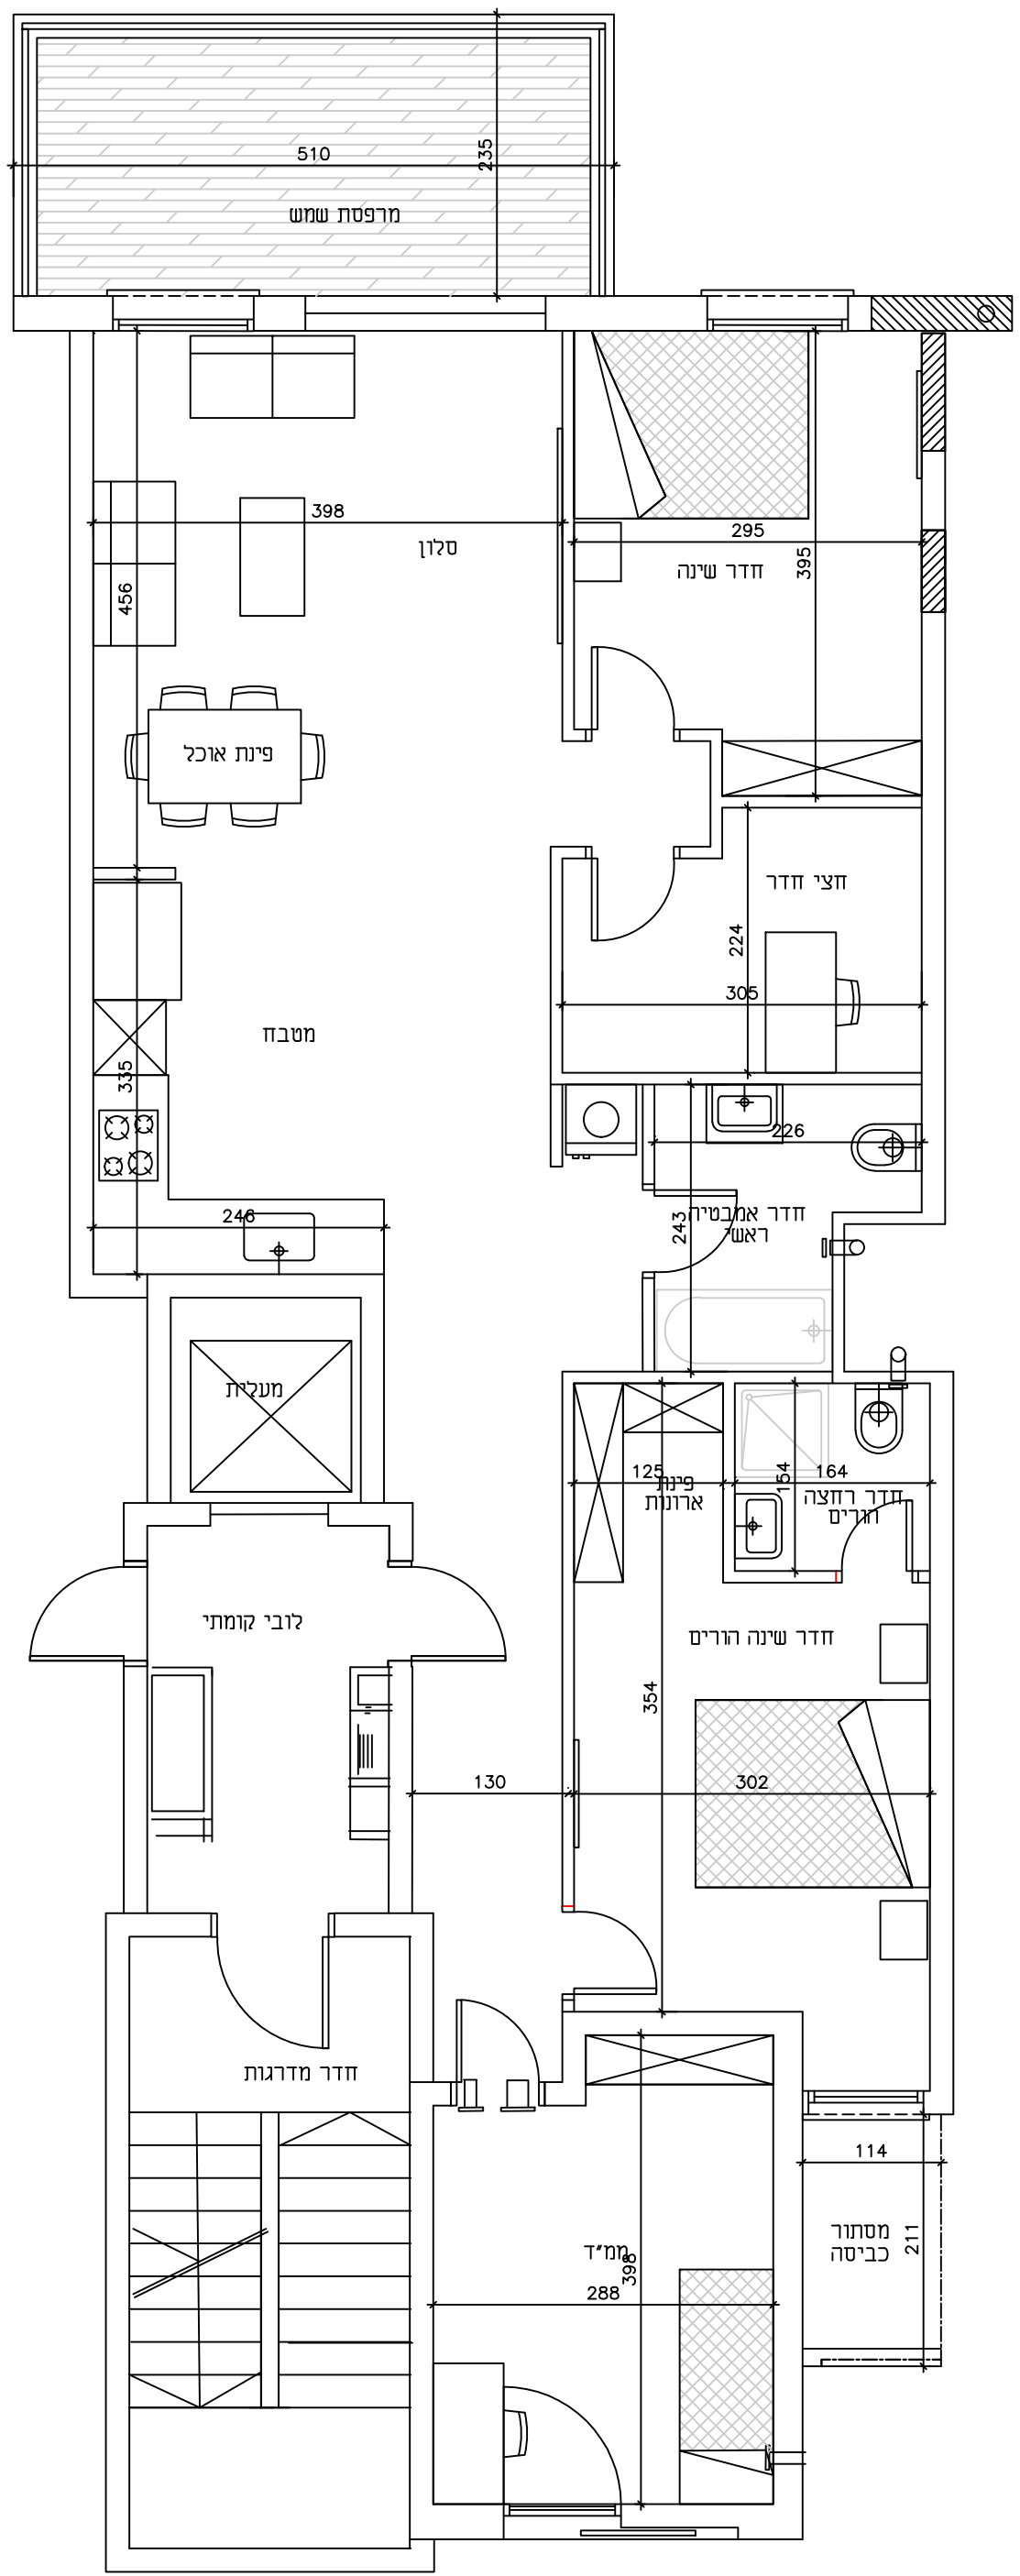 235
510
מרפסת שמש
398
סלון
295
חדר שינה
395
456
פינת אוכל
חצי חדר
224
305
מטבח
335
226
246
חדר אמבטיה
ראשי
243
מעלית
125
פינת
ארונות
154
164
חדר רחצה
הורים
לובי קומתי
חדר שינה הורים
354
130
302
חדר מדרגות
114
מסתור
כביסה
211
ממ"ד
398
288